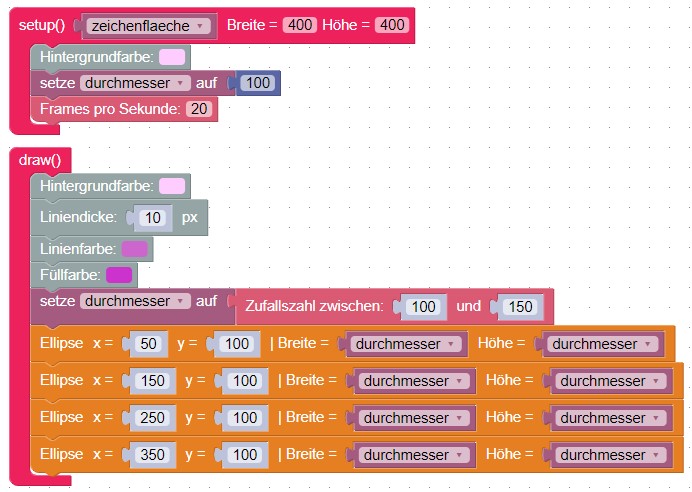 setup() zeichenflaeche Breite = 400 Höhe = 400
Hintergrundfarbe:
setze durchmesser auf 100
Frames pro Sekunde: 20
draw()
Hintergrundfarbe:
Liniendicke: 10 px
Linienfarbe:
Füllfarbe:
setze durchmesser auf Zufallszahl zwischen: 100 und 150
Ellipse x = 50 y = 100 | Breite = durchmesser Höhe = durchmesser
Ellipse x = 150 y = 100 | Breite = durchmesser Höhe = durchmesser
Ellipse x = 250 y = 100 | Breite = durchmesser Höhe = durchmesser
Ellipse x = 350 y = 100 | Breite = durchmesser Höhe = durchmesser